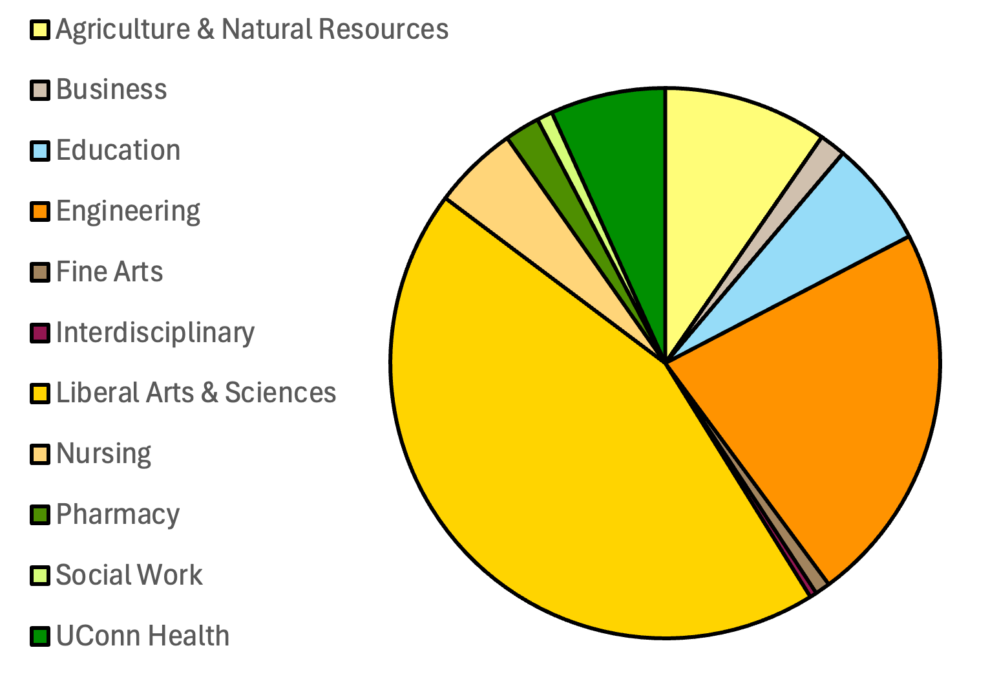 Agriculture & Natural Resources
Business
Education
Engineering
Fine Arts
Interdisciplinary
Liberal Arts & Sciences
Nursing
Pharmacy
Social Work
UConn Health